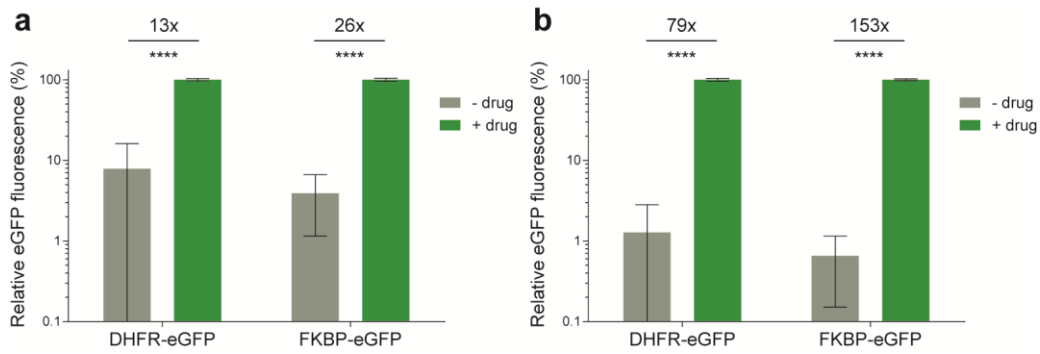 a
13x
26x
****
****
Relative eGFP fluorescence (%)
100
10
1
0.1
DHFR-eGFP
FKBP-eGFP
- drug
+ drug
b
79x
153x
****
****
Relative eGFP fluorescence (%)
100
10
1
0.1
DHFR-eGFP
FKBP-eGFP
- drug
+ drug